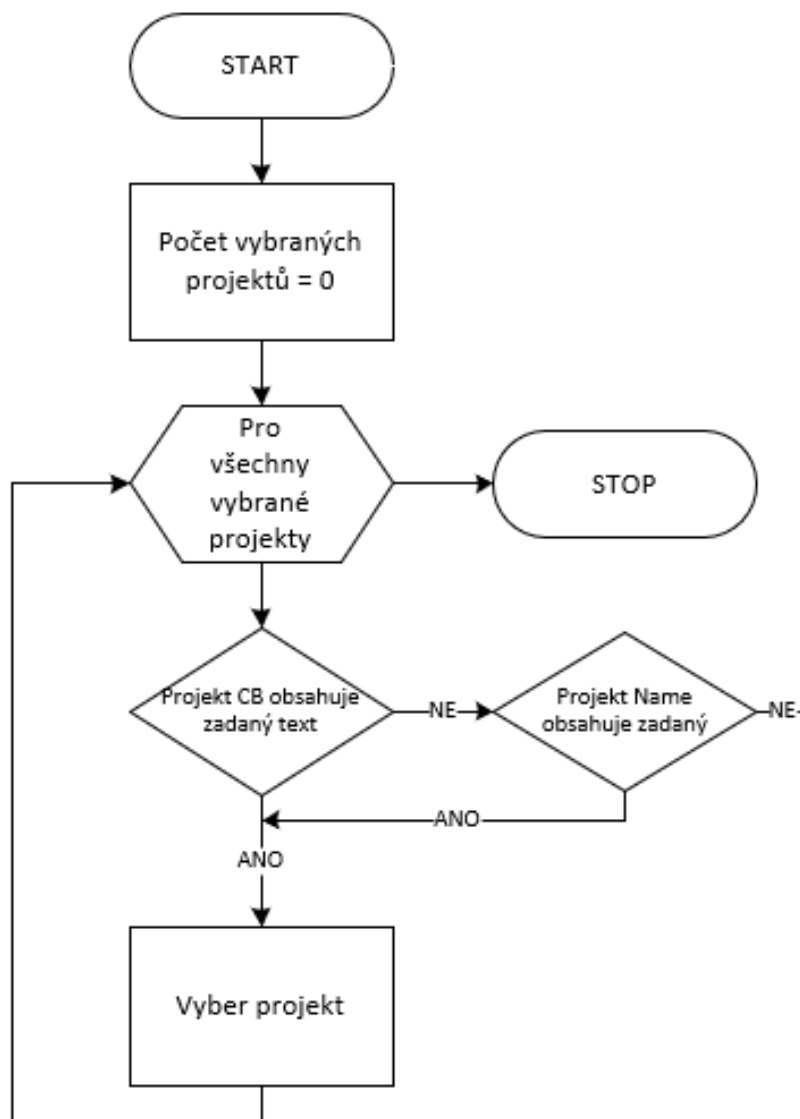 START
Počet vybraných
projektů = 0
Pro
všechny
vybrané
projekty
STOP
Projekt CB obsahuje
zadaný text
NE
Projekt Name
obsahuje zadaný
NE
ANO
ANO
Vyber projekt